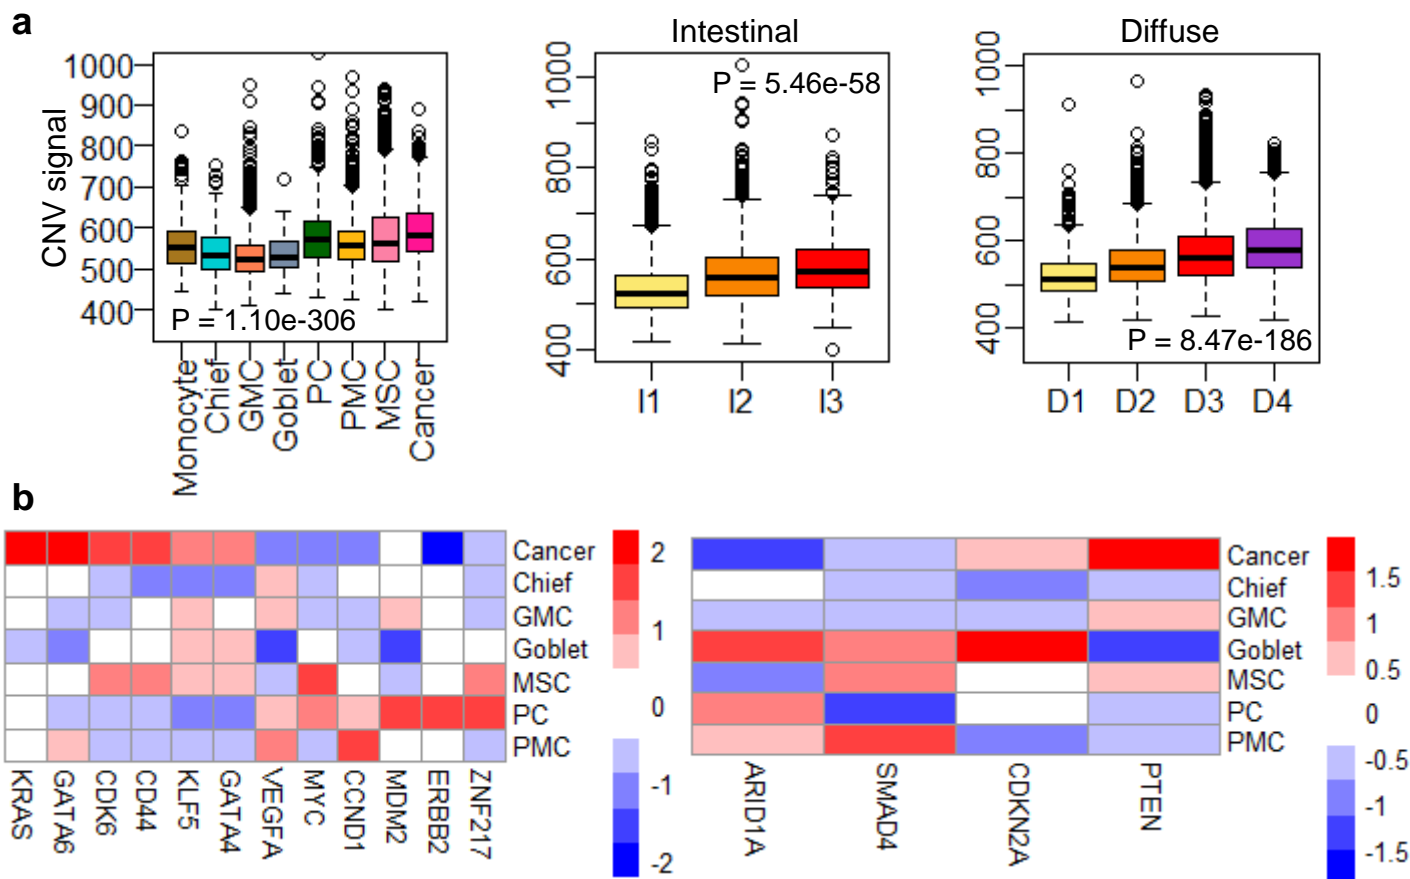 a
CNV signal
1000
900
800
700
600
500
400
P = 1.10e-306
Monocyte
Chief
GMC
Goblet
PC
PMC
MSC
Cancer
Intestinal
1000
800
600
400
P = 5.46e-58
I1
I2
I3
Diffuse
1000
800
600
400
P = 8.47e-186
D1
D2
D3
D4
b
Cancer
Chief
GMC
Goblet
MSC
PC
PMC
KRAS
GATA6
CDK6
CD44
KLF5
GATA4
VEGFA
MYC
CCND1
MDM2
ERBB2
ZNF217
2
1
0
-1
-2
Cancer
Chief
GMC
Goblet
MSC
PC
PMC
ARID1A
SMAD4
CDKN2A
PTEN
1.5
1
0.5
0
-0.5
-1
-1.5